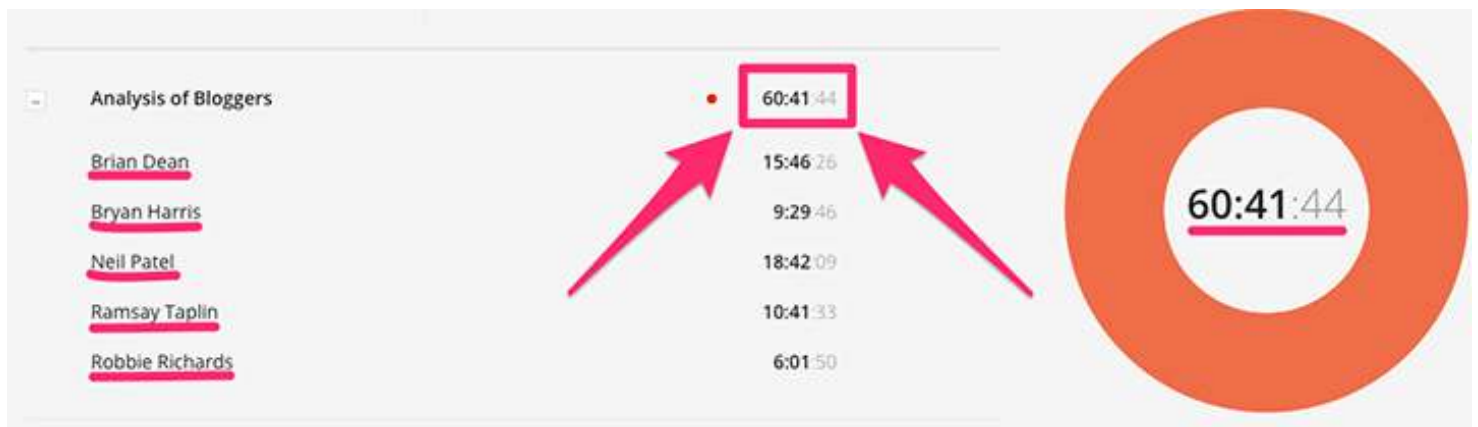 Analysis of Bloggers 60:41:44
Brian Dean 15:46:26
Bryan Harris 9:29:46
Neil Patel 18:42:09
Ramsay Taplin 10:41:33
Robbie Richards 6:01:50
60:41:44